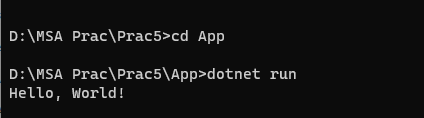 D:\MSA Prac\Prac5>cd App
D:\MSA Prac\Prac5\App>dotnet run
Hello, World!